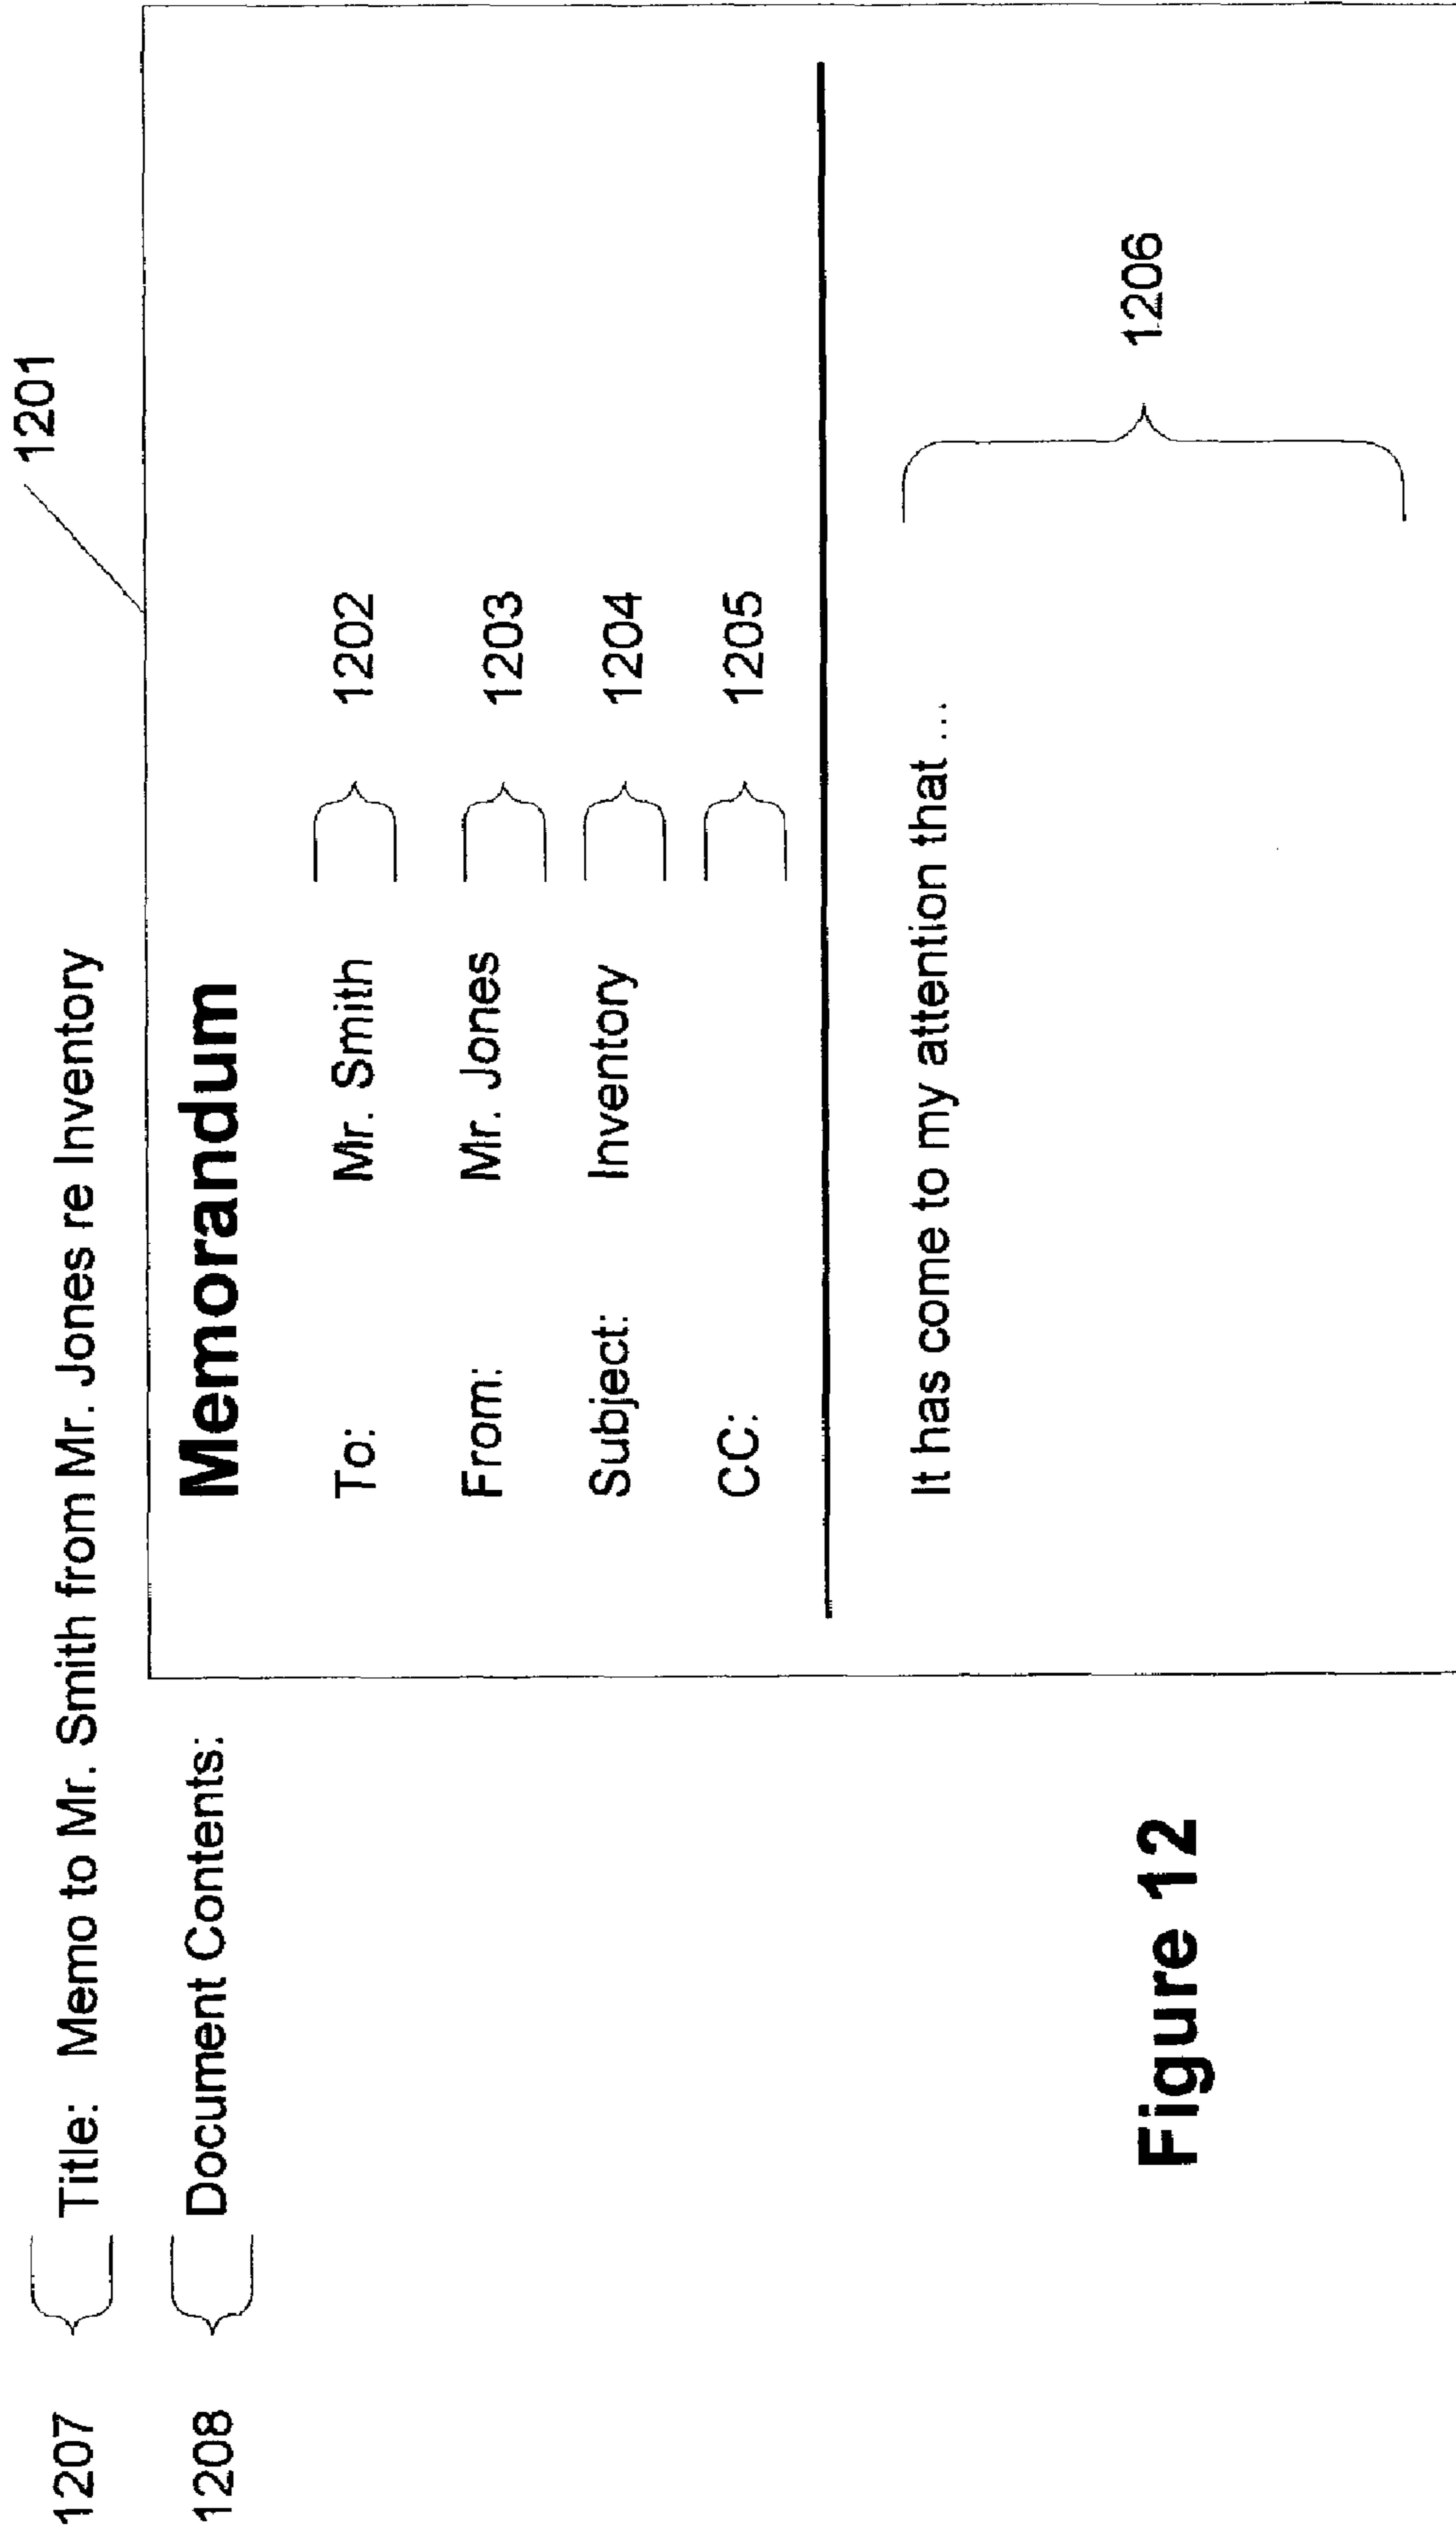 1201
1207 Title: Memo to Mr. Smith from Mr. Jones re Inventory
1208 Document Contents:
Memorandum
To: Mr. Smith 1202
From: Mr. Jones 1203
Subject: Inventory 1204
CC: 1205
It has come to my attention that ...
1206
Figure 12